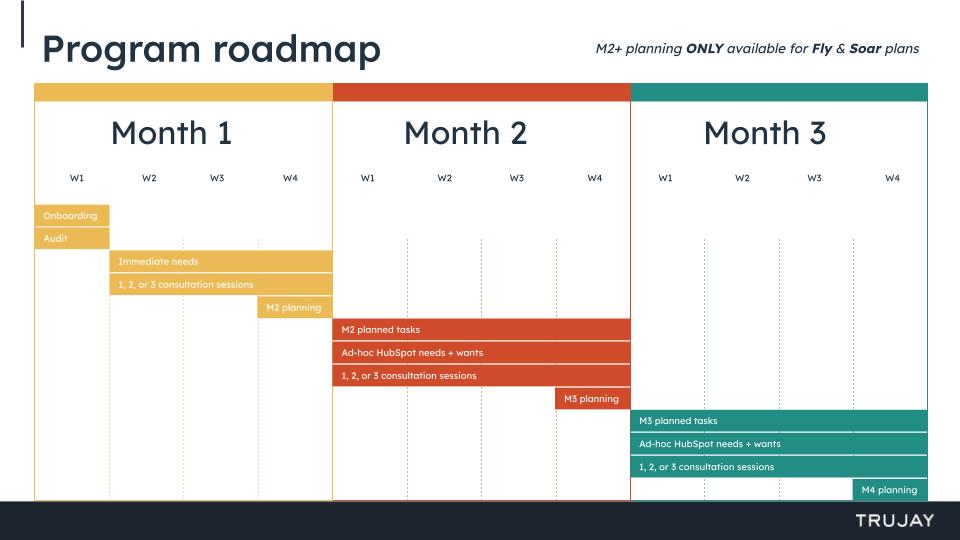 Program roadmap
M2+ planning ONLY available for Fly & Soar plans
Month 1
Month 2
Month 3
W1 W2 W3 W4 W1 W2 W3 W4 W1 W2 W3 W4
Onboarding
Audit
Immediate needs
1, 2, or 3 consultation sessions
M2 planning
M2 planned tasks
Ad-hoc HubSpot needs + wants
1, 2, or 3 consultation sessions
M3 planning
M3 planned tasks
Ad-hoc HubSpot needs + wants
1, 2, or 3 consultation sessions
M4 planning
TRUJAY